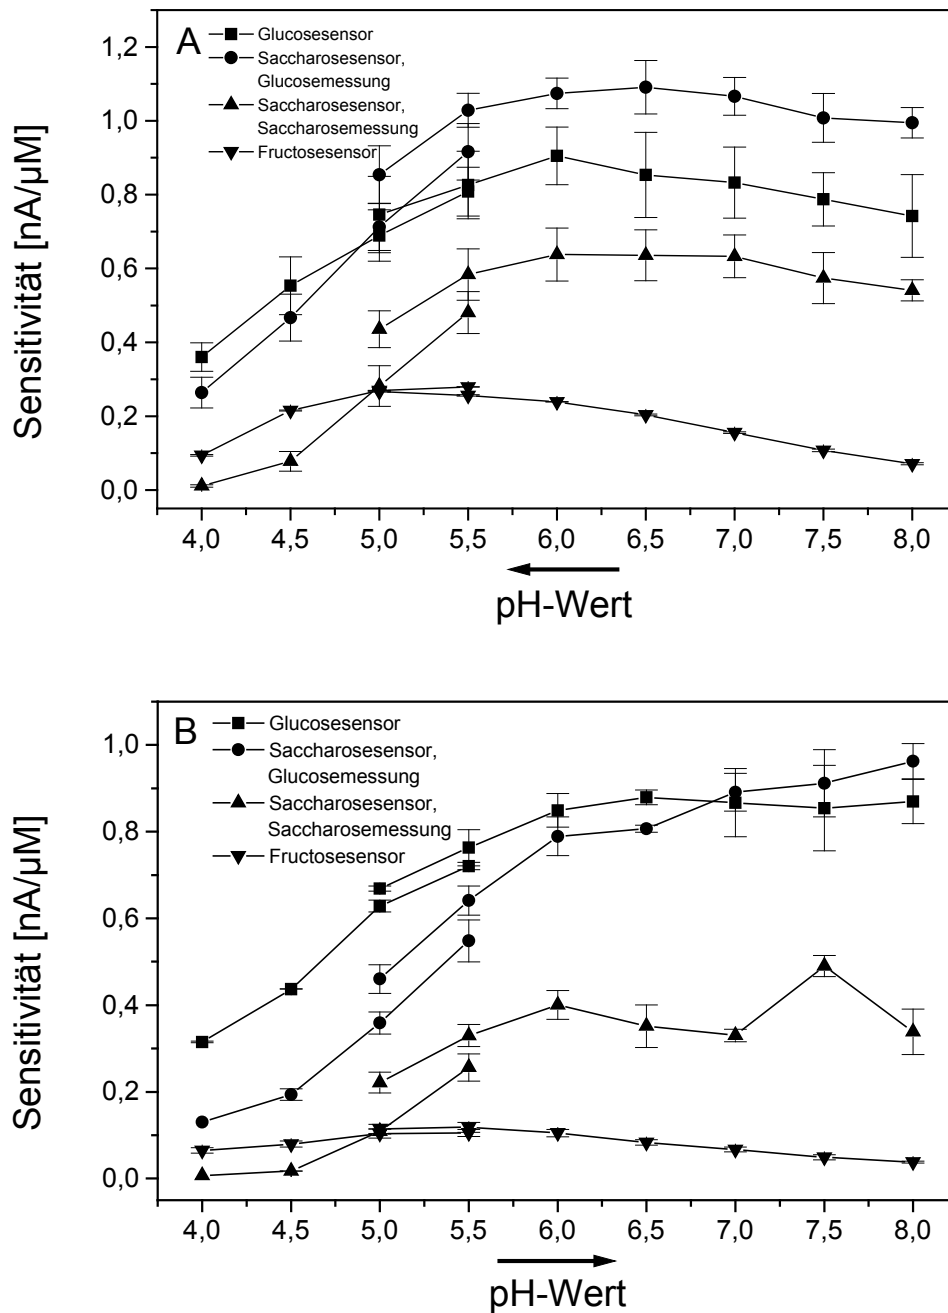 A
Glucosesensor
Saccharosesensor,
Glucosemessung
Saccharosesensor,
Saccharosemessung
Fructosesensor
Sensitivität [nA/µM]
1,2
1,0
0,8
0,6
0,4
0,2
0,0
4,0 4,5 5,0 5,5 6,0 6,5 7,0 7,5 8,0
pH-Wert
B
Glucosesensor
Saccharosesensor,
Glucosemessung
Saccharosesensor,
Saccharosemessung
Fructosesensor
Sensitivität [nA/µM]
1,0
0,8
0,6
0,4
0,2
0,0
4,0 4,5 5,0 5,5 6,0 6,5 7,0 7,5 8,0
pH-Wert